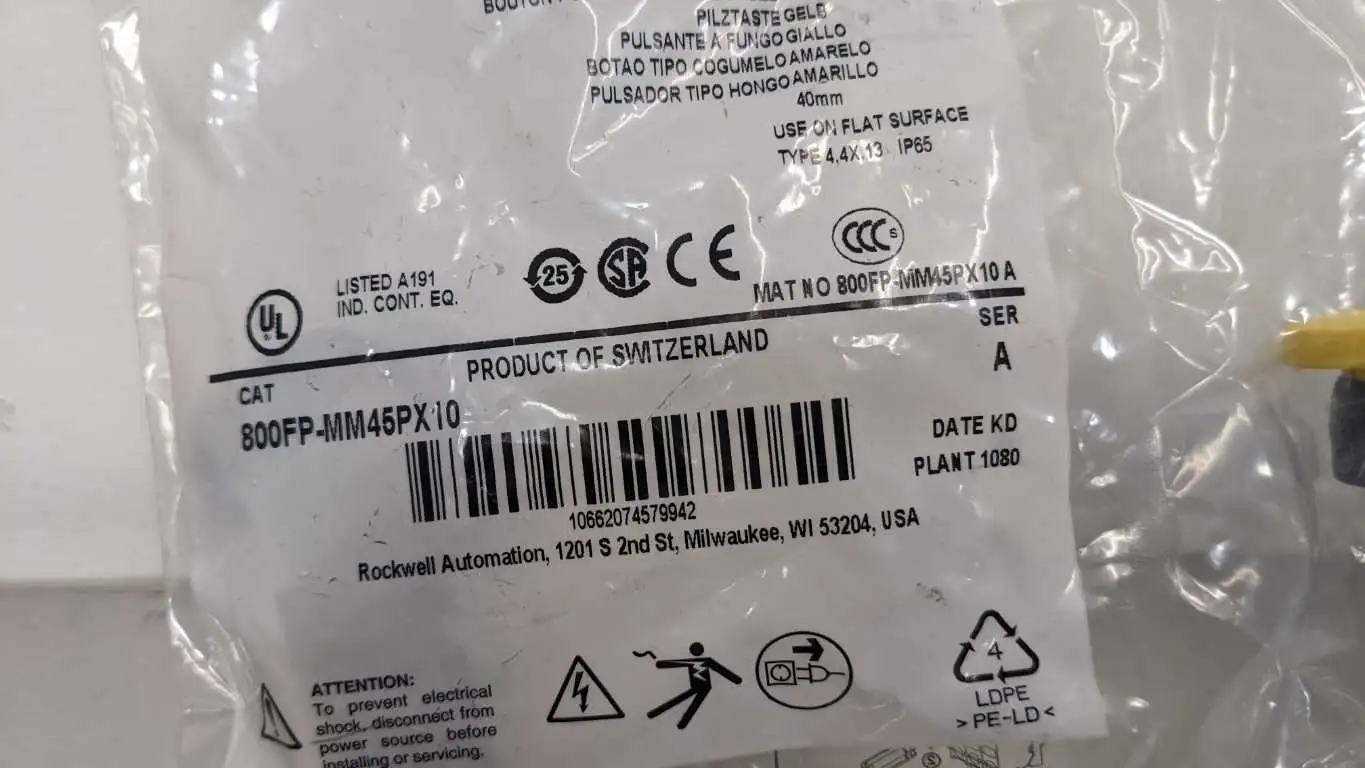 BOUTON
PILZTASTE GELB
PULSANTE A FUNGO GIALLO
BOTAO TIPO COGUMELO AMARELO
PULSADOR TIPO HONGO AMARILLO
40mm
USE ON FLAT SURFACE
TYPE 4,4X,13 IP65
UL
LISTED A191
IND. CONT. EQ.
25
SA
CE
CCC S
MAT NO 800FP-MM45PX10 A
PRODUCT OF SWITZERLAND
SER
A
CAT
800FP-MM45PX10
DATE KD
PLANT 1080
10662074579942
Rockwell Automation, 1201 S 2nd St, Milwaukee, WI 53204, USA
ATTENTION:
To prevent electrical
shock, disconnect from
power source before
installing or servicing.
4
LDPE
>PE-LD<
S